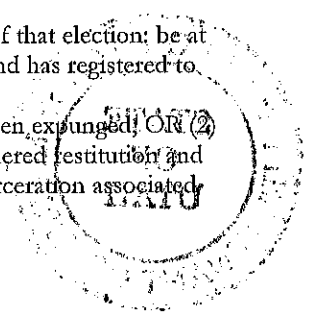 f that election: be at
nd has registered to
en expunged; OR (2)
ered restitution and
rceration associated